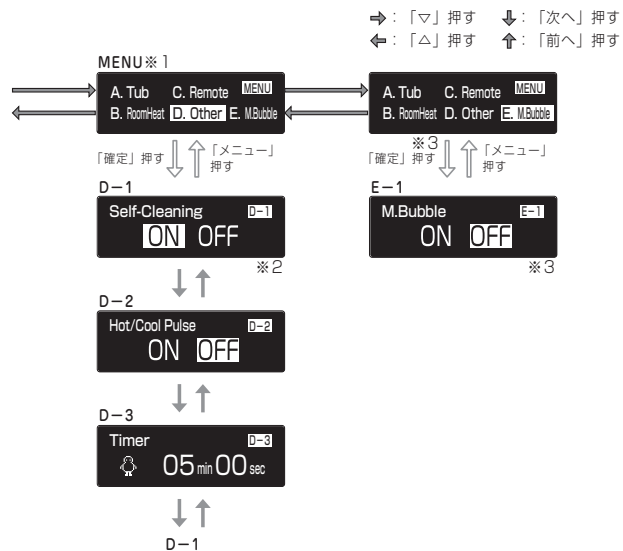 ➡：「▽」押す ⬇：「次へ」押す
⬅：「△」押す ⬆：「前へ」押す
MENU※1
A. Tub C. Remote MENU
B. RoomHeat D. Other E. M.Bubble
A. Tub C. Remote MENU
B. RoomHeat D. Other E. M.Bubble
「確定」押す 「メニュー」押す
※3
「確定」押す 「メニュー」押す
D−1
Self-Cleaning D−1
ON OFF
※2
E−1
M.Bubble E−1
ON OFF
※3
D−2
Hot/Cool Pulse D−2
ON OFF
D−3
Timer D−3
05 min 00 sec
D−1